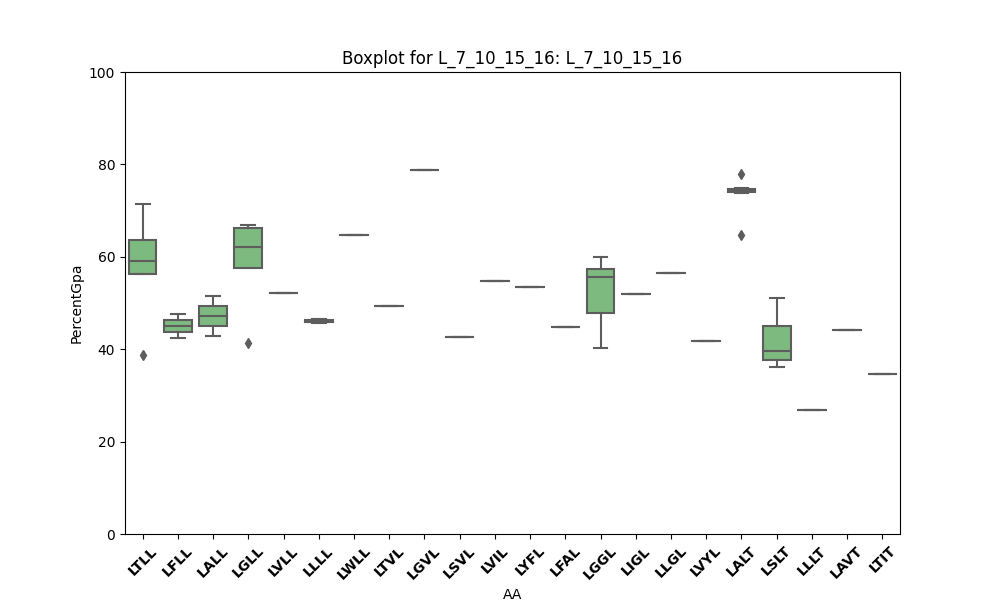 Boxplot for L_7_10_15_16: L_7_10_15_16
100
80
60
40
20
0
PercentGpa
LTLL
LFLL
LALL
LGLL
LVLL
LLLL
LWLL
LTVL
LGVL
LSVL
LVIL
LYFL
LFAL
LGGL
LIGL
LLGL
LVYL
LALT
LSLT
LLLT
LAVT
LTIT
AA